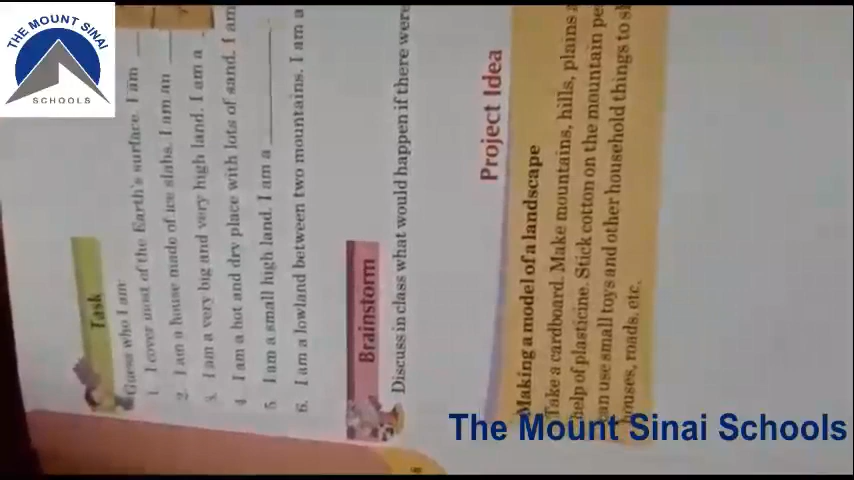 THE MOUNT SINAI
SCHOOLS
Task
Guess who I am:
1. I cover most of the Earth's surface. I am
2. I am a house made of ice slabs. I am an
3. I am a very big and very high land. I am a
4. I am a hot and dry place with lots of sand. I am
5. I am a small high land. I am a
6. I am a lowland between two mountains. I am a
Brainstorm
Discuss in class what would happen if there were
Project Idea
Making a model of a landscape
Take a cardboard. Make mountains, hills, plains
help of plasticine. Stick cotton on the mountain
can use small toys and other household things to
houses, roads, etc.
The Mount Sinai Schools